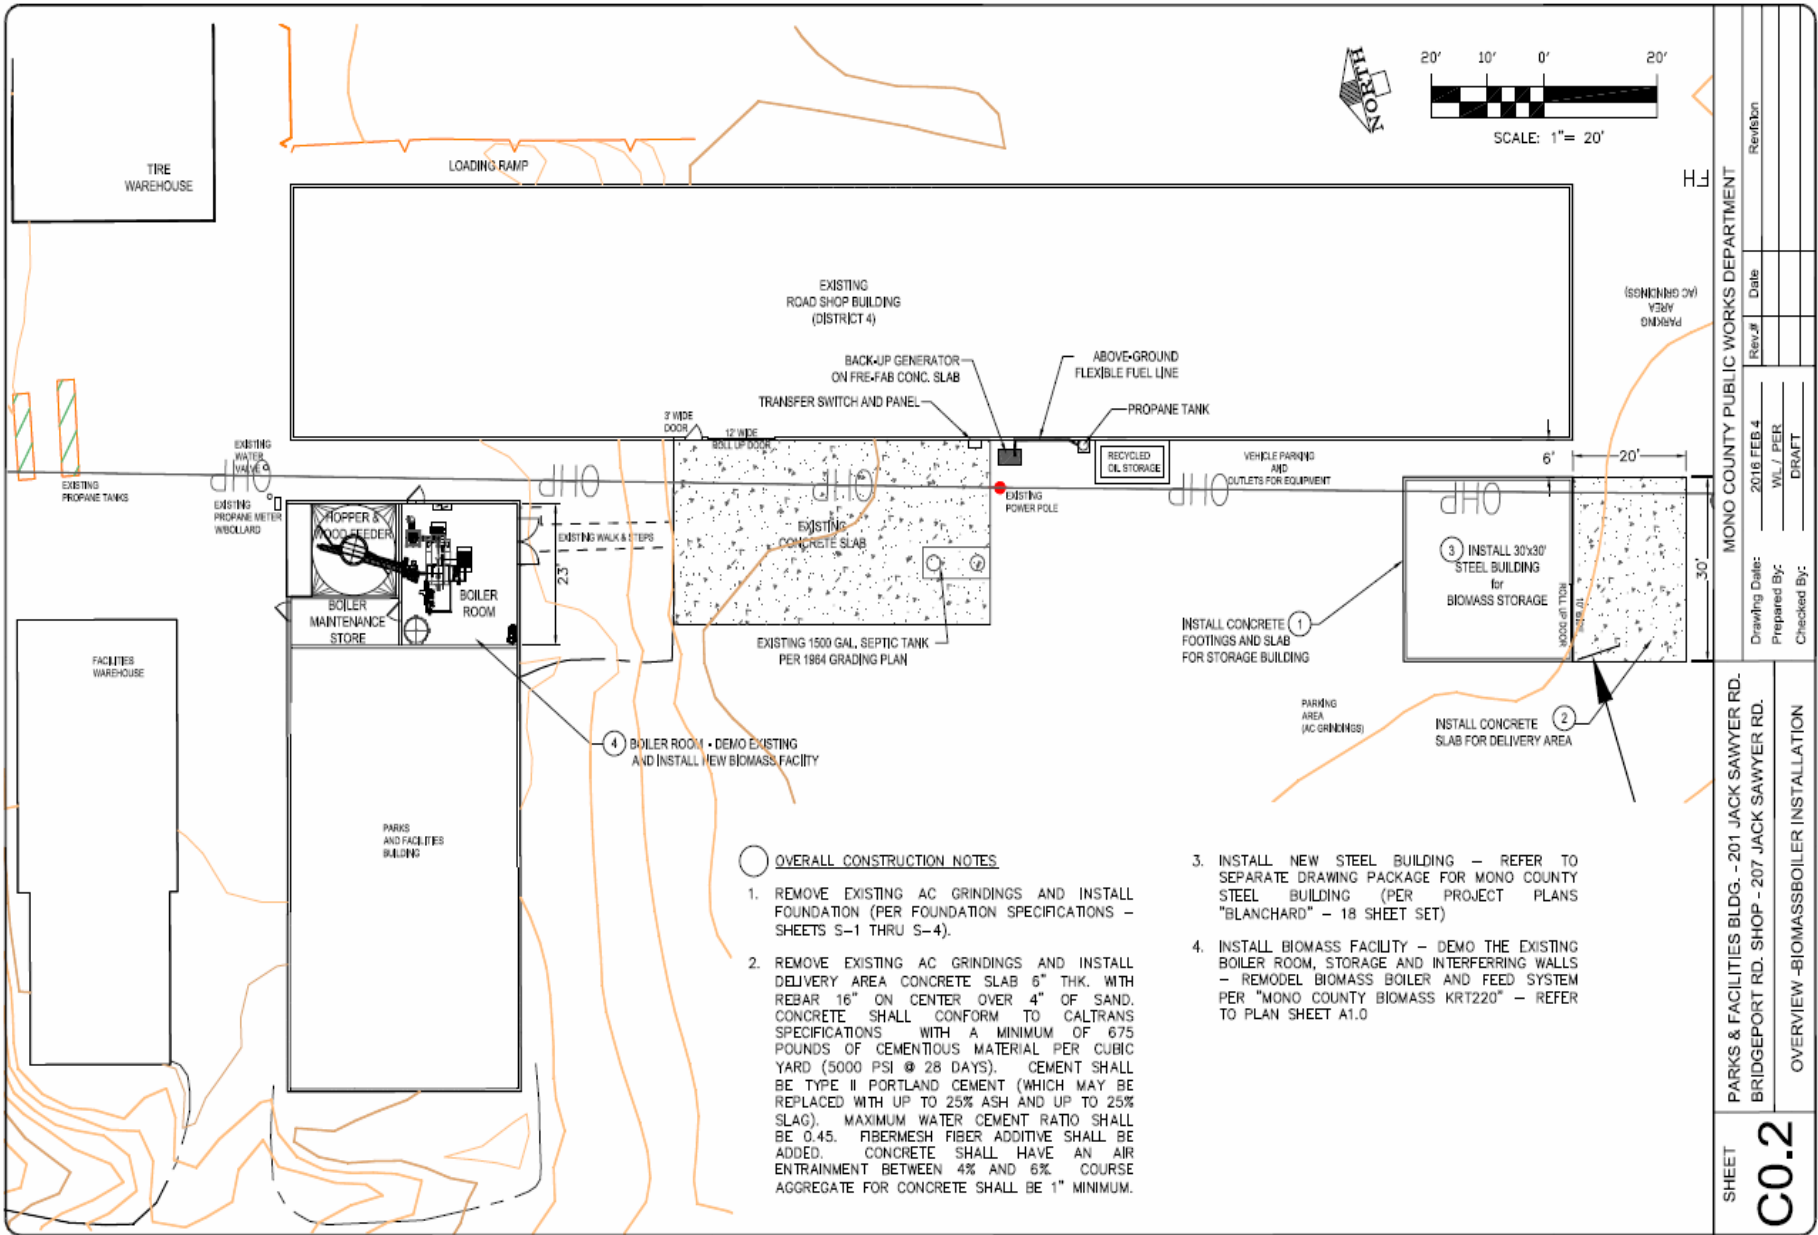 20' 10' 0' 20'
NORTH
SCALE: 1"= 20'
TIRE
WAREHOUSE
LOADING RAMP
FH
EXISTING
ROAD SHOP BUILDING
(DISTRICT 4)
PARKING
AREA
(AC GRINDINGS)
BACK-UP GENERATOR
ON FRE-FAB CONC. SLAB
ABOVE-GROUND
FLEXIBLE FUEL LINE
TRANSFER SWITCH AND PANEL
PROPANE TANK
3' WIDE
DOOR
12' WIDE
ROLL UP DOOR
EXISTING
WATER
VALVE
RECYCLED
OIL STORAGE
VEHICLE PARKING
AND
OUTLETS FOR EQUIPMENT
6'
20'
EXISTING
PROPANE TANKS
OHP
OHP
OHP
OHP
OHP
EXISTING
PROPANE METER
W/BOLLARD
EXISTING
POWER POLE
HOPPER &
WOOD FEEDER
EXISTING WALK & STEPS
EXISTING
CONCRETE SLAB
23'
BOILER
ROOM
BOILER
MAINTENANCE
STORE
3 INSTALL 30'x30'
STEEL BUILDING
for
BIOMASS STORAGE
10' WIDE
ROLL UP DOOR
30'
INSTALL CONCRETE 1
FOOTINGS AND SLAB
FOR STORAGE BUILDING
EXISTING 1500 GAL. SEPTIC TANK
PER 1964 GRADING PLAN
FACILITIES
WAREHOUSE
PARKING
AREA
(AC GRINDINGS)
INSTALL CONCRETE 2
SLAB FOR DELIVERY AREA
4 BOILER ROOM - DEMO EXISTING
AND INSTALL NEW BIOMASS FACIITY
PARKS
AND FACILITIES
BUILDING
OVERALL CONSTRUCTION NOTES
1. REMOVE EXISTING AC GRINDINGS AND INSTALL
FOUNDATION (PER FOUNDATION SPECIFICATIONS –
SHEETS S–1 THRU S–4).
2. REMOVE EXISTING AC GRINDINGS AND INSTALL
DELIVERY AREA CONCRETE SLAB 6" THK. WITH
REBAR 16" ON CENTER OVER 4" OF SAND.
CONCRETE SHALL CONFORM TO CALTRANS
SPECIFICATIONS WITH A MINIMUM OF 675
POUNDS OF CEMENTIOUS MATERIAL PER CUBIC
YARD (5000 PSI @ 28 DAYS). CEMENT SHALL
BE TYPE II PORTLAND CEMENT (WHICH MAY BE
REPLACED WITH UP TO 25% ASH AND UP TO 25%
SLAG). MAXIMUM WATER CEMENT RATIO SHALL
BE 0.45. FIBERMESH FIBER ADDITIVE SHALL BE
ADDED. CONCRETE SHALL HAVE AN AIR
ENTRAINMENT BETWEEN 4% AND 6%. COURSE
AGGREGATE FOR CONCRETE SHALL BE 1" MINIMUM.
3. INSTALL NEW STEEL BUILDING – REFER TO
SEPARATE DRAWING PACKAGE FOR MONO COUNTY
STEEL BUILDING (PER PROJECT PLANS
"BLANCHARD" – 18 SHEET SET)
4. INSTALL BIOMASS FACILITY – DEMO THE EXISTING
BOILER ROOM, STORAGE AND INTERFERRING WALLS
– REMODEL BIOMASS BOILER AND FEED SYSTEM
PER "MONO COUNTY BIOMASS KRT220" – REFER
TO PLAN SHEET A1.0
MONO COUNTY PUBLIC WORKS DEPARTMENT
Rev.# Date Revision
Drawing Date: 2016 FEB 4
Prepared By: WL / PER
Checked By: DRAFT
PARKS & FACILITIES BLDG. - 201 JACK SAWYER RD.
BRIDGEPORT RD. SHOP - 207 JACK SAWYER RD.
OVERVIEW -BIOMASSBOILER INSTALLATION
SHEET
C0.2